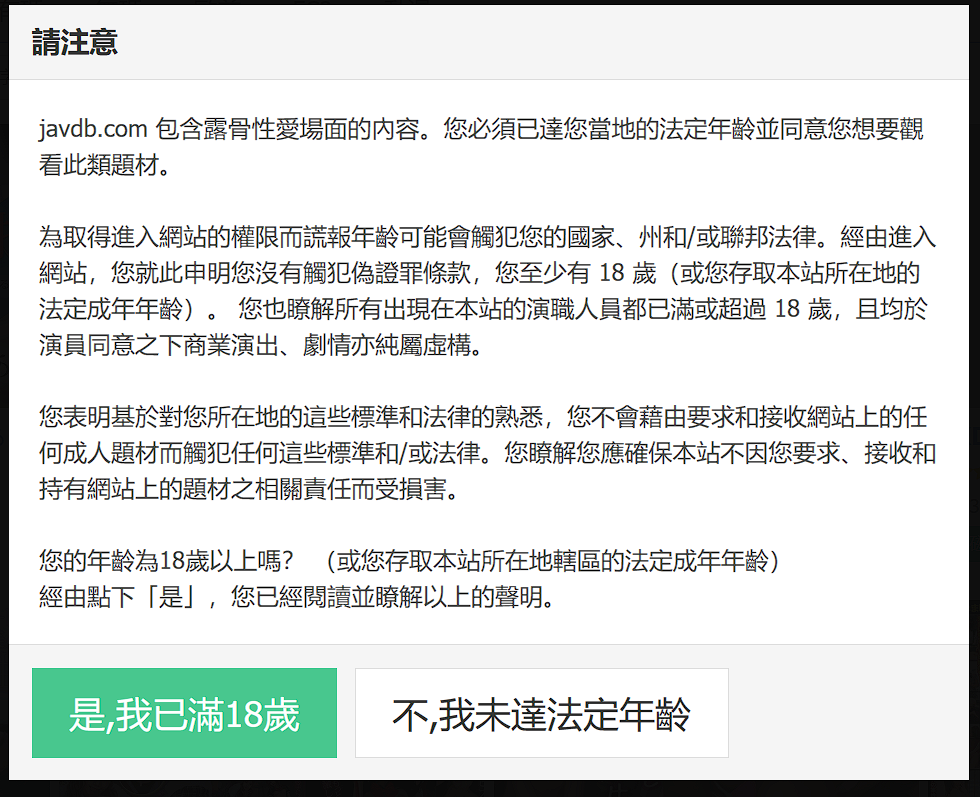 請注意
javdb.com 包含露骨性愛場面的內容。您必須已達您當地的法定年齡並同意您想要觀
看此類題材。
為取得進入網站的權限而謊報年齡可能會觸犯您的國家、州和/或聯邦法律。經由進入
網站，您就此申明您沒有觸犯偽證罪條款，您至少有 18 歲（或您存取本站所在地的
法定成年年齡）。 您也瞭解所有出現在本站的演職人員都已滿或超過 18 歲，且均於
演員同意之下商業演出、劇情亦純屬虛構。
您表明基於對您所在地的這些標準和法律的熟悉，您不會藉由要求和接收網站上的任
何成人題材而觸犯任何這些標準和/或法律。您瞭解您應確保本站不因您要求、接收和
持有網站上的題材之相關責任而受損害。
您的年齡為18歲以上嗎？ （或您存取本站所在地轄區的法定成年年齡）
經由點下「是」，您已經閱讀並瞭解以上的聲明。
是,我已滿18歲
不,我未達法定年齡